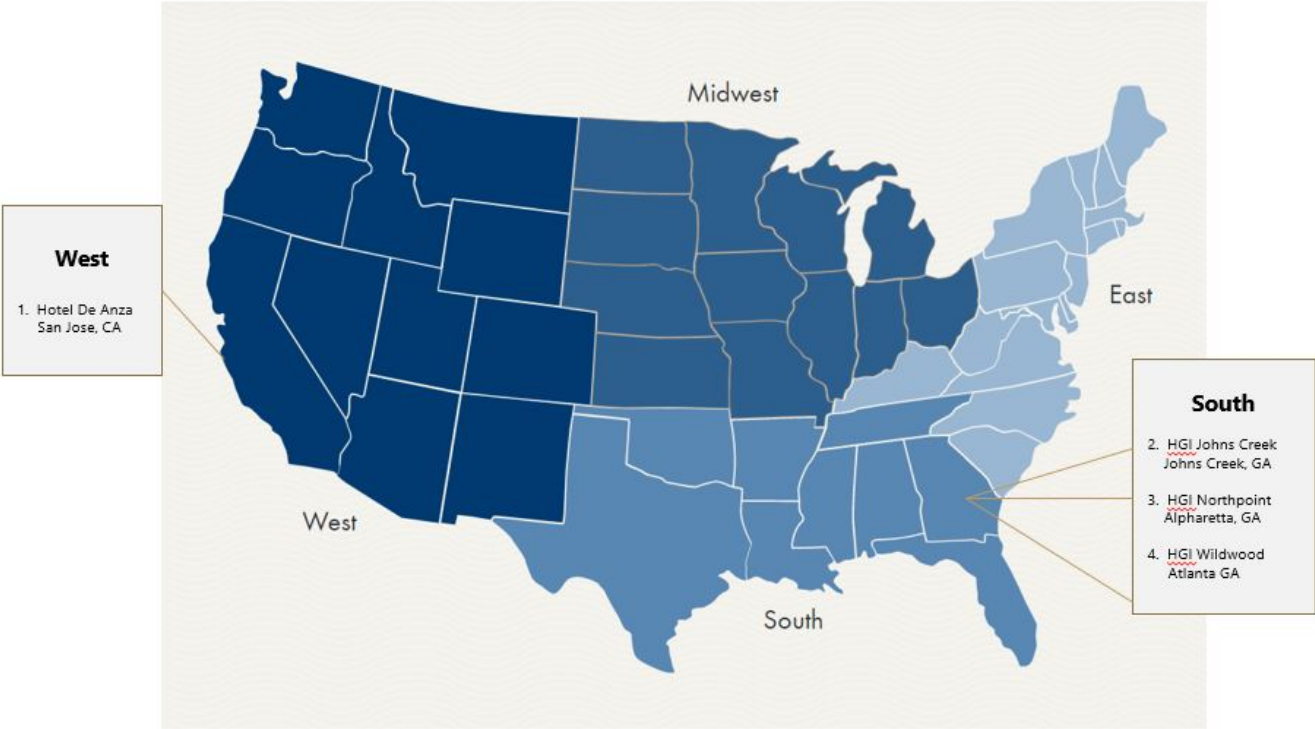 Midwest
West
1. Hotel De Anza
San Jose, CA
East
South
2. HGI Johns Creek
Johns Creek, GA
3. HGI Northpoint
Alpharetta, GA
4. HGI Wildwood
Atlanta GA
West
South